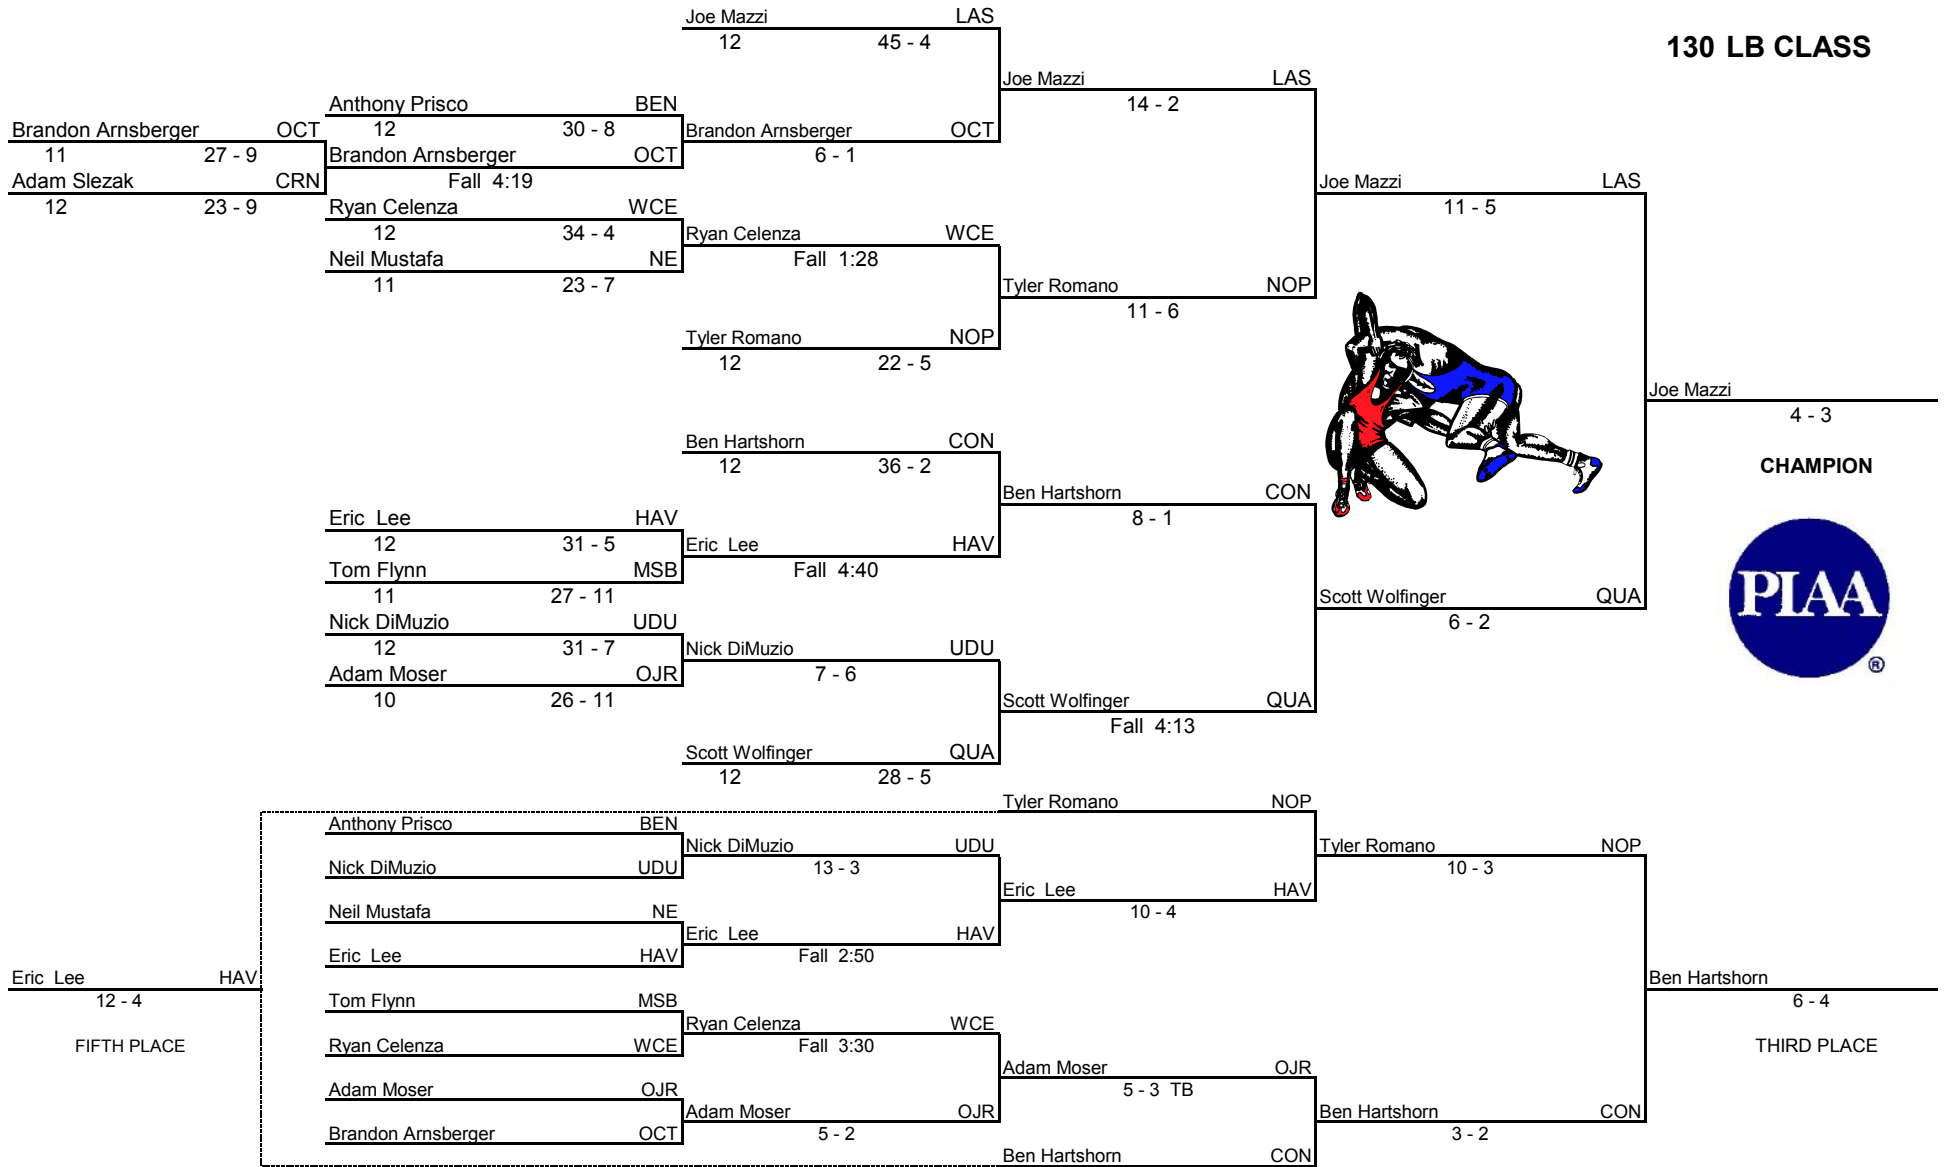 Joe Mazzi LAS
12 45 - 4
130 LB CLASS
Joe Mazzi LAS
14 - 2
Anthony Prisco BEN
12 30 - 8
Brandon Arnsberger OCT
11 27 - 9
Brandon Arnsberger OCT
6 - 1
Brandon Arnsberger OCT
Fall 4:19
Adam Slezak CRN
12 23 - 9
Joe Mazzi LAS
11 - 5
Ryan Celenza WCE
12 34 - 4
Ryan Celenza WCE
Fall 1:28
Neil Mustafa NE
11 23 - 7
Tyler Romano NOP
11 - 6
Tyler Romano NOP
12 22 - 5
Joe Mazzi
4 - 3
CHAMPION
Ben Hartshorn CON
12 36 - 2
Ben Hartshorn CON
8 - 1
Eric Lee HAV
12 31 - 5
Eric Lee HAV
Fall 4:40
Tom Flynn MSB
11 27 - 11
PIAA
®
Scott Wolfinger QUA
6 - 2
Nick DiMuzio UDU
12 31 - 7
Nick DiMuzio UDU
7 - 6
Adam Moser OJR
10 26 - 11
Scott Wolfinger QUA
Fall 4:13
Scott Wolfinger QUA
12 28 - 5
Tyler Romano NOP
Anthony Prisco BEN
Nick DiMuzio UDU
13 - 3
Tyler Romano NOP
10 - 3
Nick DiMuzio UDU
Eric Lee HAV
10 - 4
Neil Mustafa NE
Eric Lee HAV
Fall 2:50
Eric Lee HAV
Eric Lee HAV
12 - 4
FIFTH PLACE
Ben Hartshorn
6 - 4
THIRD PLACE
Tom Flynn MSB
Ryan Celenza WCE
Fall 3:30
Ryan Celenza WCE
Adam Moser OJR
5 - 3 TB
Adam Moser OJR
Adam Moser OJR
5 - 2
Ben Hartshorn CON
3 - 2
Brandon Arnsberger OCT
Ben Hartshorn CON